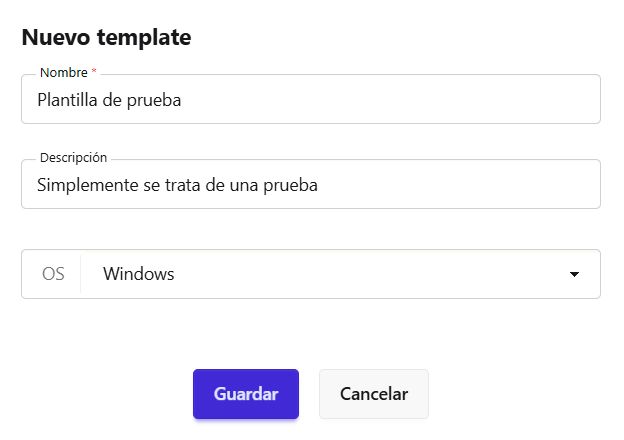 Nuevo template
Nombre *
Plantilla de prueba
Descripción
Simplemente se trata de una prueba
OS Windows
Guardar Cancelar